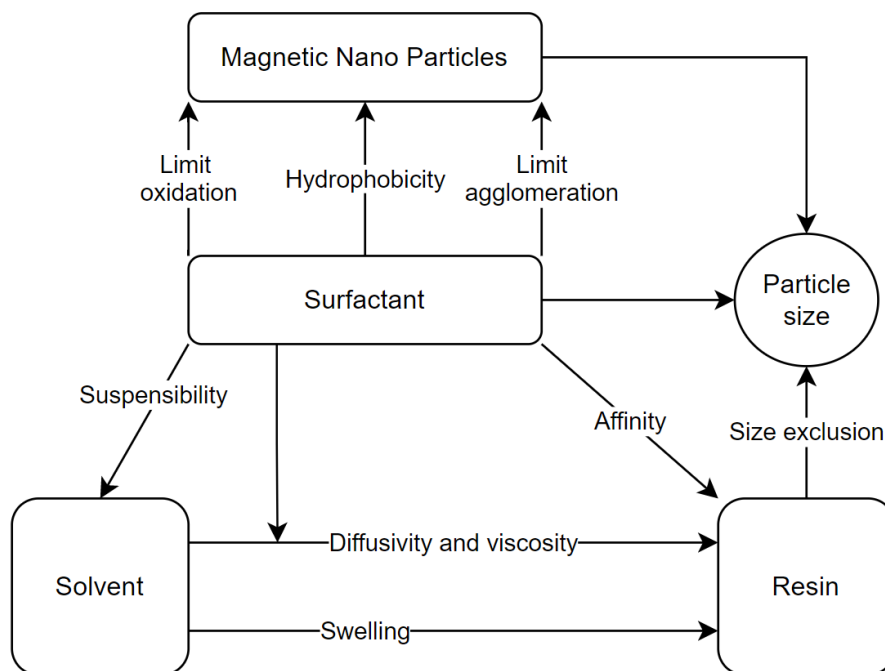 Magnetic Nano Particles
Limit
oxidation
Hydrophobicity
Limit
agglomeration
Surfactant
Particle
size
Suspensibility
Affinity
Size exclusion
Solvent
Diffusivity and viscosity
Resin
Swelling